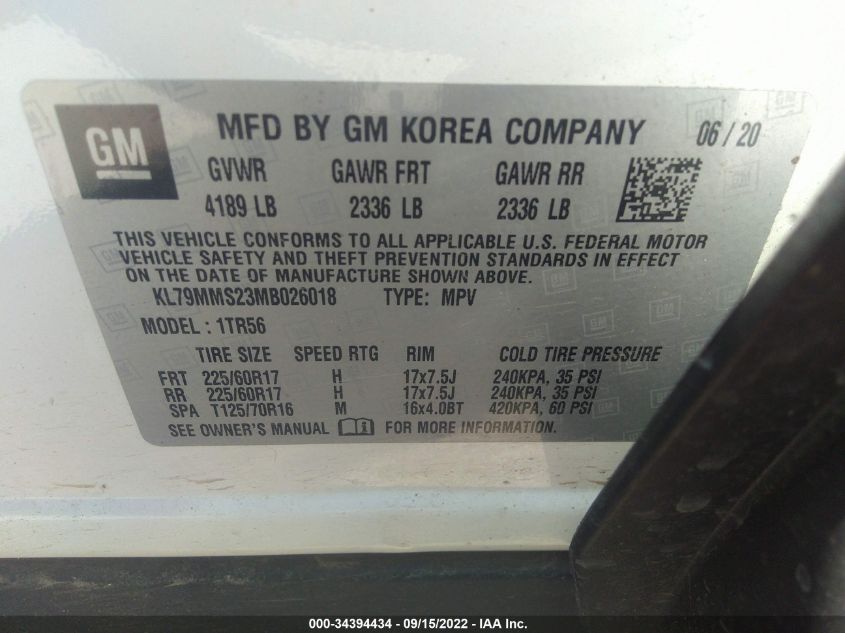 GM MFD BY GM KOREA COMPANY 06/20
GVWR GAWR FRT GAWR RR
4189 LB 2336 LB 2336 LB
THIS VEHICLE CONFORMS TO ALL APPLICABLE U.S. FEDERAL MOTOR
VEHICLE SAFETY AND THEFT PREVENTION STANDARDS IN EFFECT
ON THE DATE OF MANUFACTURE SHOWN ABOVE.
KL79MMS23MB026018 TYPE: MPV
MODEL : 1TR56
TIRE SIZE SPEED RTG RIM COLD TIRE PRESSURE
FRT 225/60R17 H 17x7.5J 240KPA, 35 PSI
RR 225/60R17 H 17x7.5J 240KPA, 35 PSI
SPA T125/70R16 M 16x4.0BT 420KPA, 60 PSI
SEE OWNER'S MANUAL FOR MORE INFORMATION.
000-34394434 - 09/15/2022 - IAA Inc.